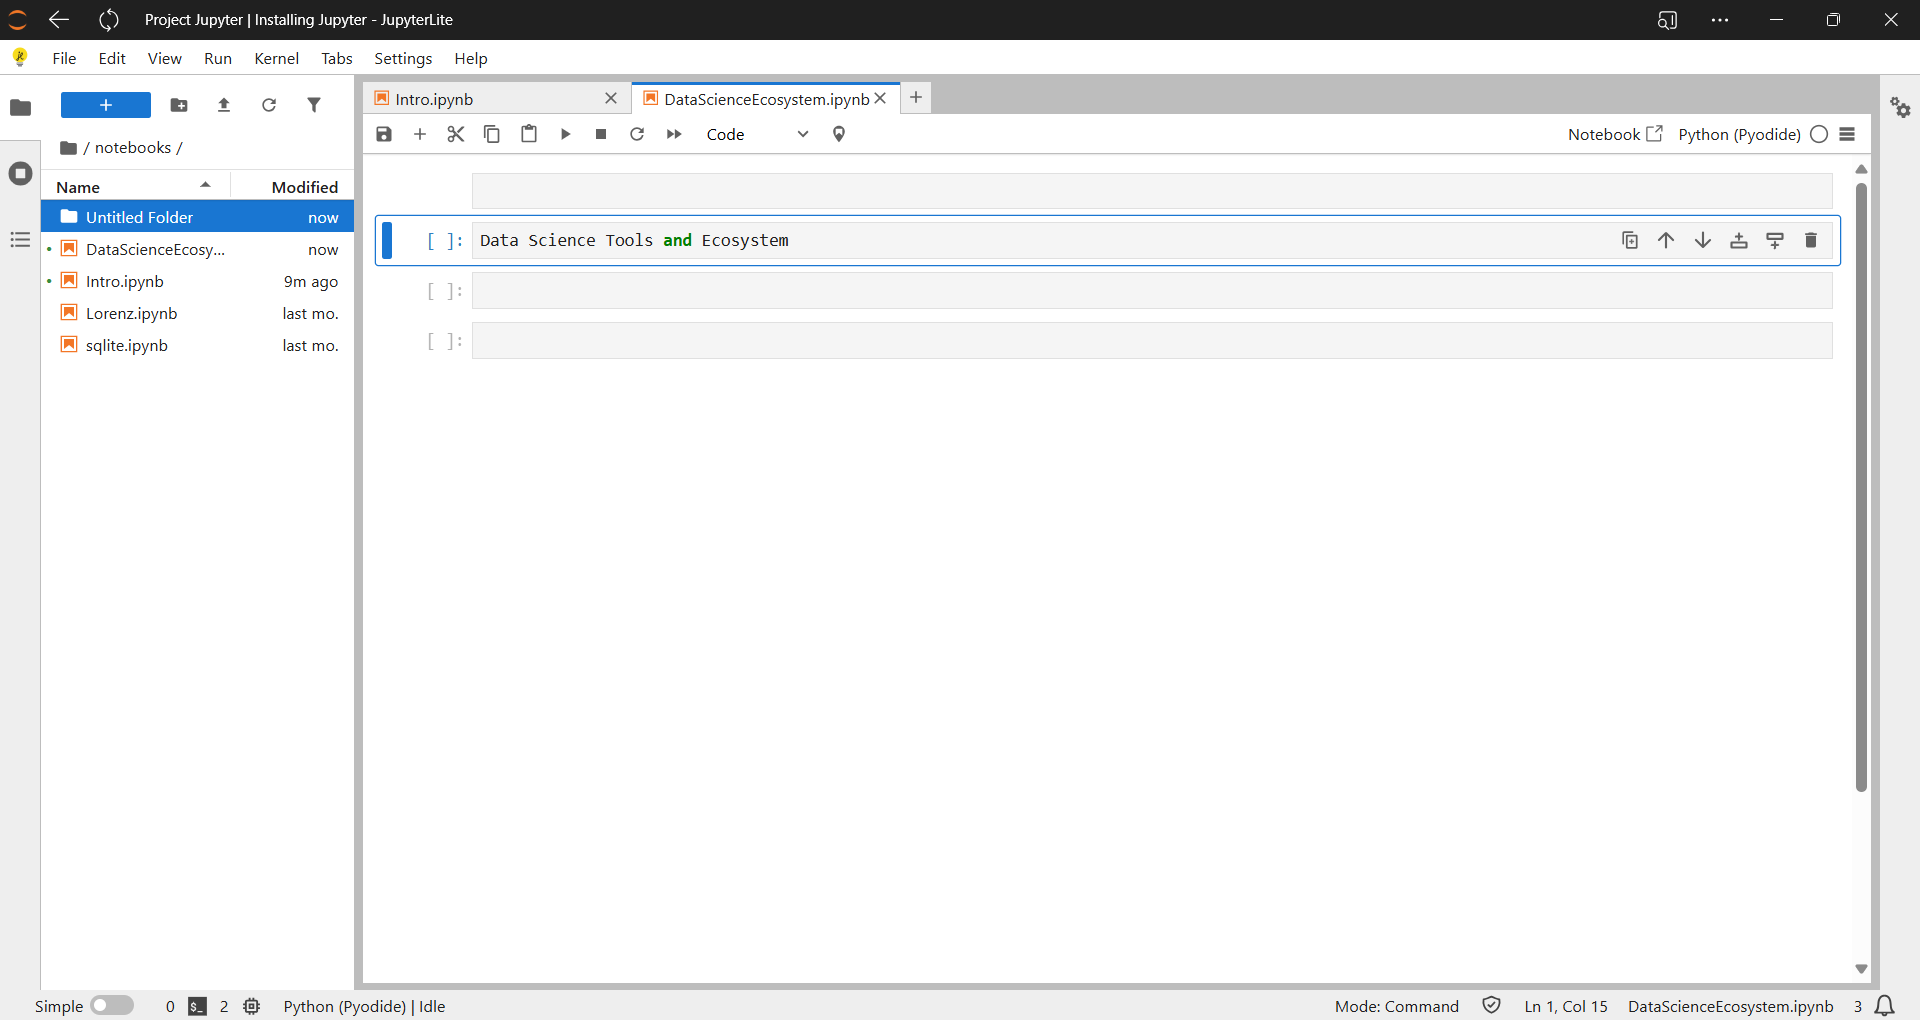 Project Jupyter | Installing Jupyter - JupyterLite
File Edit View Run Kernel Tabs Settings Help
Intro.ipynb DataScienceEcosystem.ipynb
Code Notebook Python (Pyodide)
/ notebooks /
Name Modified
Untitled Folder now
DataScienceEcosy... now
Intro.ipynb 9m ago
Lorenz.ipynb last mo.
sqlite.ipynb last mo.
[ ]: Data Science Tools and Ecosystem
[ ]:
[ ]:
Simple 0 $_ 2 Python (Pyodide) | Idle Mode: Command Ln 1, Col 15 DataScienceEcosystem.ipynb 3